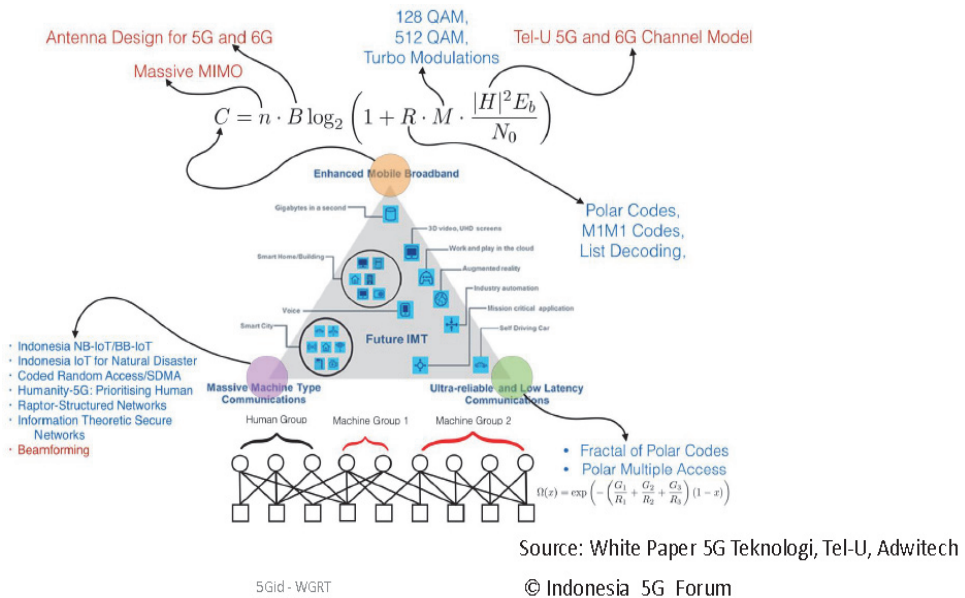 128 QAM,
512 QAM,
Turbo Modulations
Antenna Design for 5G and 6G
Tel-U 5G and 6G Channel Model
Massive MIMO
C = n · B log₂ (1 + R · M · |H|² E_b / N₀)
Enhanced Mobile Broadband
Gigabytes in a second
3D video, UHD screens
Smart Home/Building
Work and play in the cloud
Augmented reality
Industry automation
Voice
Mission critical application
Smart City
Self Driving Car
Future IMT
Polar Codes,
M1M1 Codes,
List Decoding,
· Indonesia NB-IoT/BB-IoT
· Indonesia IoT for Natural Disaster
· Coded Random Access/SDMA
· Humanity-5G: Prioritising Human
· Raptor-Structured Networks
· Information Theoretic Secure
Networks
· Beamforming
Massive Machine Type
Communications
Ultra-reliable and Low Latency
Communications
Human Group
Machine Group 1
Machine Group 2
• Fractal of Polar Codes
• Polar Multiple Access
Ω(x) = exp (−(G₁/R₁ + G₂/R₂ + G₃/R₃) (1 − x))
Source: White Paper 5G Teknologi, Tel-U, Adwitech
5Gid - WGRT
© Indonesia 5G Forum